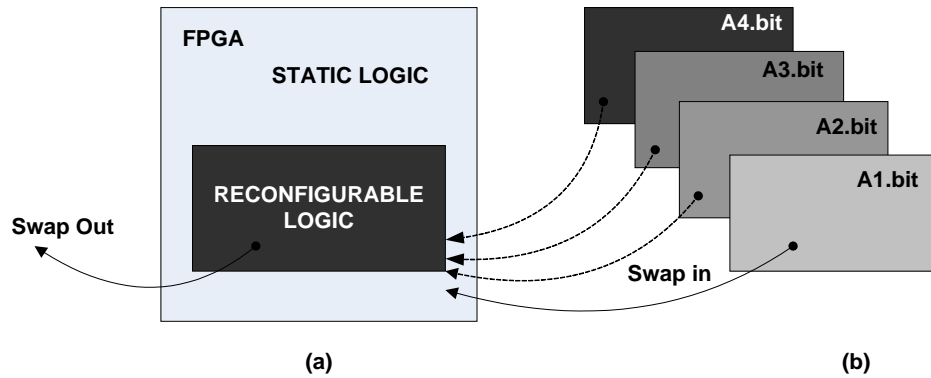 FPGA
STATIC LOGIC
RECONFIGURABLE
LOGIC
Swap Out
A4.bit
A3.bit
A2.bit
A1.bit
Swap in
(a)
(b)